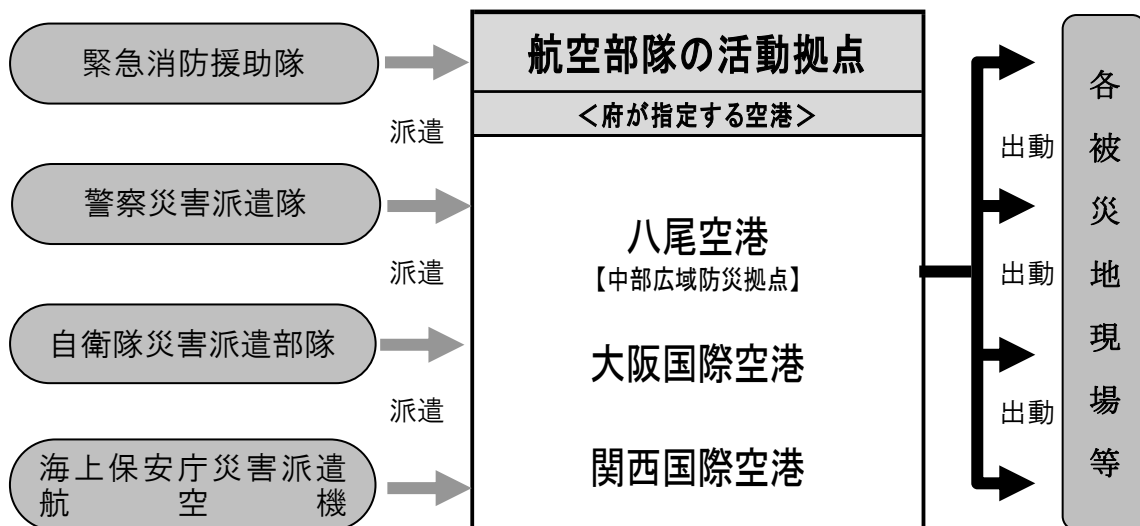 緊急消防援助隊
派遣
警察災害派遣隊
派遣
自衛隊災害派遣部隊
派遣
海上保安庁災害派遣
航空機
航空部隊の活動拠点
＜府が指定する空港＞
八尾空港
【中部広域防災拠点】
大阪国際空港
関西国際空港
出動
出動
出動
各被災地現場等